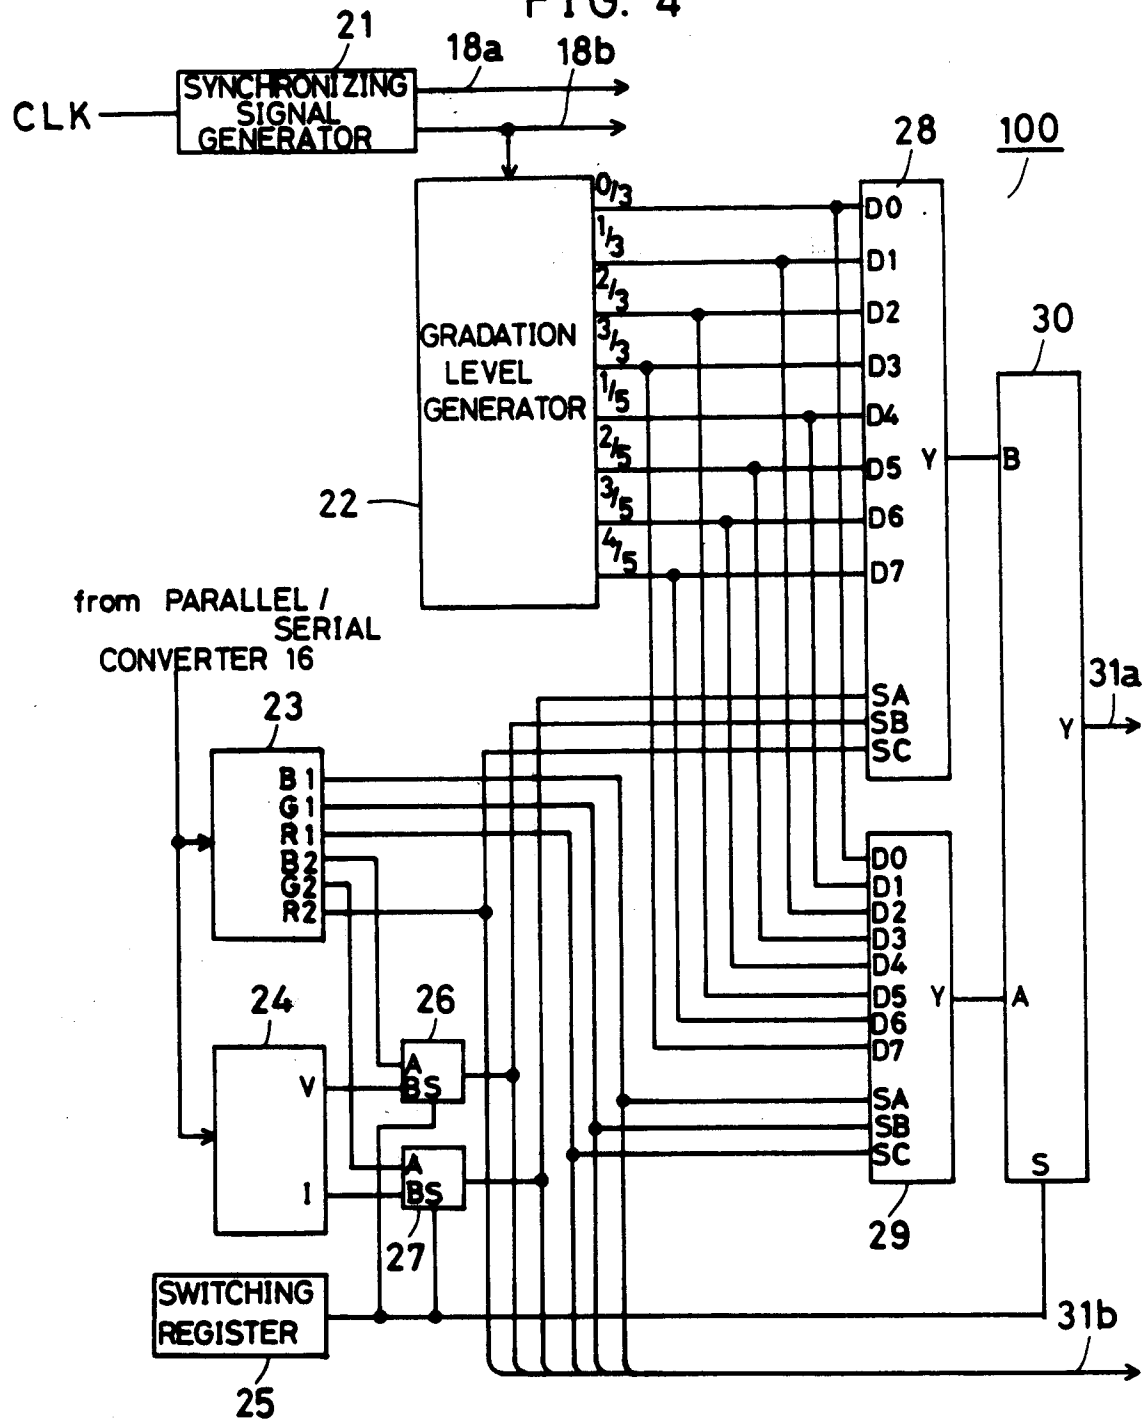 FIG. 4
21
18a
18b
SYNCHRONIZING
SIGNAL
GENERATOR
CLK
28
100
0/3
1/3
2/3
3/3
1/5
2/5
3/5
4/5
GRADATION
LEVEL
GENERATOR
22
D0
D1
D2
D3
D4
D5
D6
D7
Y
SA
SB
SC
30
B
Y
A
S
31a
from PARALLEL/
SERIAL
CONVERTER 16
23
B1
G1
R1
B2
G2
R2
24
V
I
26
A
BS
A
BS
27
D0
D1
D2
D3
D4
D5
D6
D7
Y
SA
SB
SC
29
SWITCHING
REGISTER
25
31b